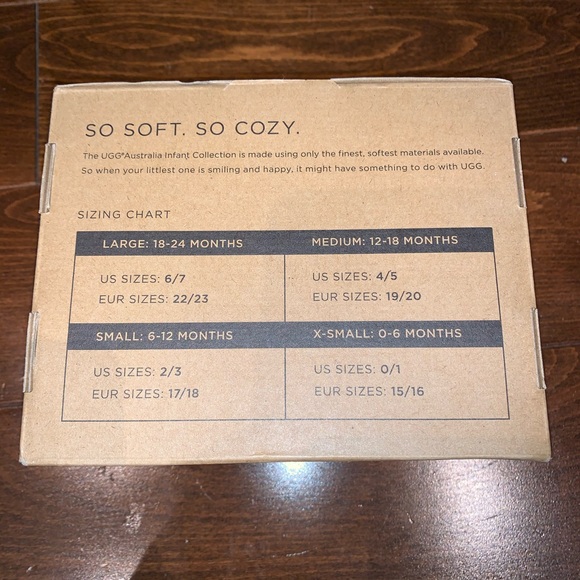 SO SOFT. SO COZY.
The UGG®Australia Infant Collection is made using only the finest, softest materials available.
So when your littlest one is smiling and happy, it might have something to do with UGG.
SIZING CHART
LARGE: 18-24 MONTHS
US SIZES: 6/7
EUR SIZES: 22/23
MEDIUM: 12-18 MONTHS
US SIZES: 4/5
EUR SIZES: 19/20
SMALL: 6-12 MONTHS
US SIZES: 2/3
EUR SIZES: 17/18
X-SMALL: 0-6 MONTHS
US SIZES: 0/1
EUR SIZES: 15/16